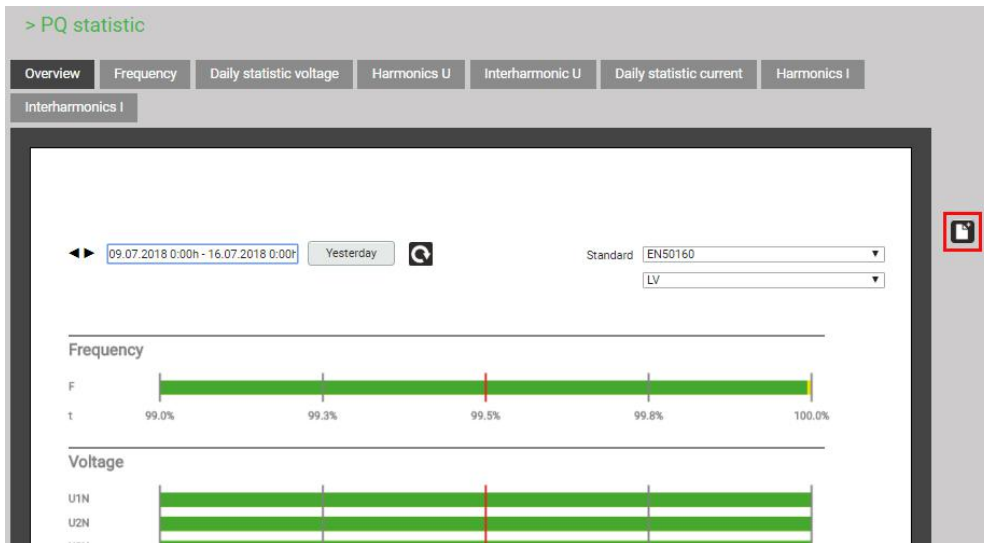 > PQ statistic
Overview Frequency Daily statistic voltage Harmonics U Interharmonic U Daily statistic current Harmonics I
Interharmonics I
09.07.2018 0:00h - 16.07.2018 0:00h Yesterday Standard EN50160
LV
Frequency
F
t 99.0% 99.3% 99.5% 99.8% 100.0%
Voltage
U1N
U2N